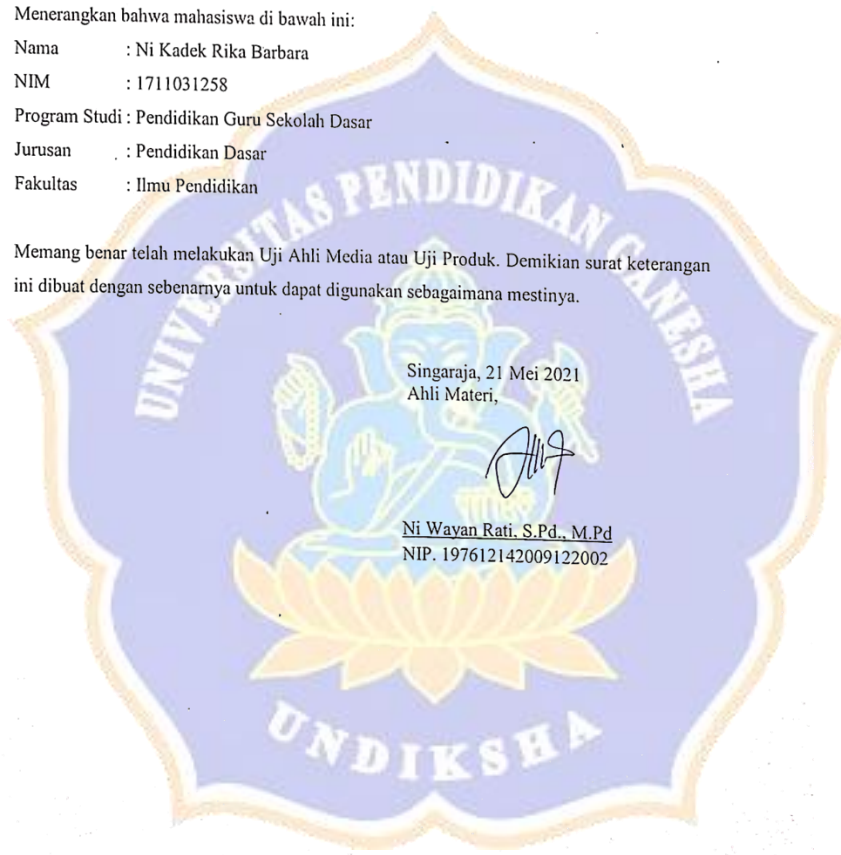 Menerangkan bahwa mahasiswa di bawah ini:
Nama : Ni Kadek Rika Barbara
NIM : 1711031258
Program Studi : Pendidikan Guru Sekolah Dasar
Jurusan : Pendidikan Dasar
Fakultas : Ilmu Pendidikan
UNIVERSITAS PENDIDIKAN GANESHA
Memang benar telah melakukan Uji Ahli Media atau Uji Produk. Demikian surat keterangan
ini dibuat dengan sebenarnya untuk dapat digunakan sebagaimana mestinya.
Singaraja, 21 Mei 2021
Ahli Materi,
Ni Wayan Rati, S.Pd., M.Pd
NIP. 197612142009122002
UNDIKSHA